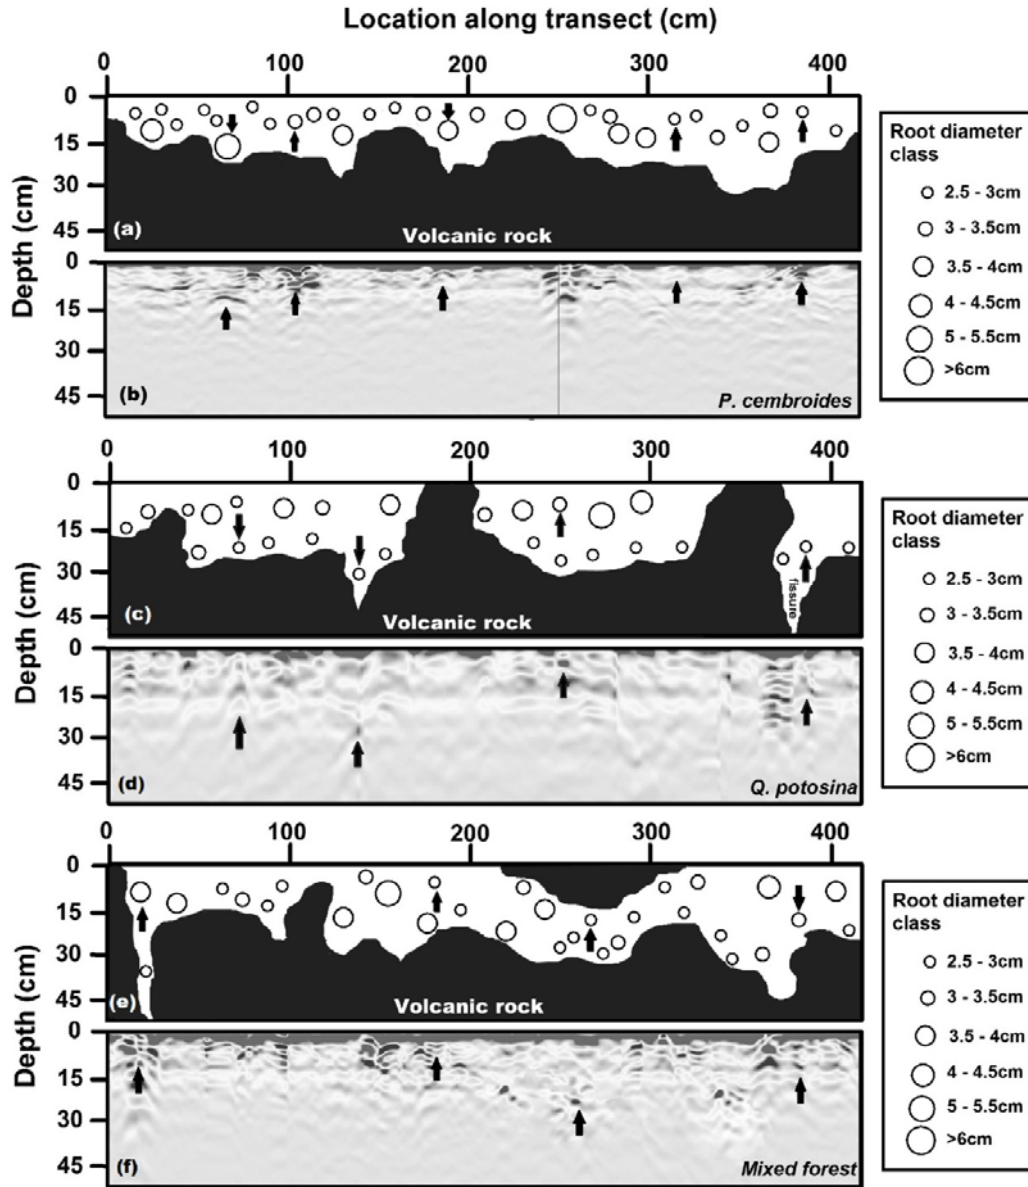 Location along transect (cm)
0 100 200 300 400
Depth (cm)
0
15
30
45
(a)
Volcanic rock
0
15
30
45
(b)
P. cembroides
Root diameter
class
2.5 - 3cm
3 - 3.5cm
3.5 - 4cm
4 - 4.5cm
5 - 5.5cm
>6cm
0 100 200 300 400
Depth (cm)
0
15
30
45
(c)
Volcanic rock
fissure
0
15
30
45
(d)
Q. potosina
Root diameter
class
2.5 - 3cm
3 - 3.5cm
3.5 - 4cm
4 - 4.5cm
5 - 5.5cm
>6cm
0 100 200 300 400
Depth (cm)
0
15
30
45
(e)
Volcanic rock
0
15
30
45
(f)
Mixed forest
Root diameter
class
2.5 - 3cm
3 - 3.5cm
3.5 - 4cm
4 - 4.5cm
5 - 5.5cm
>6cm